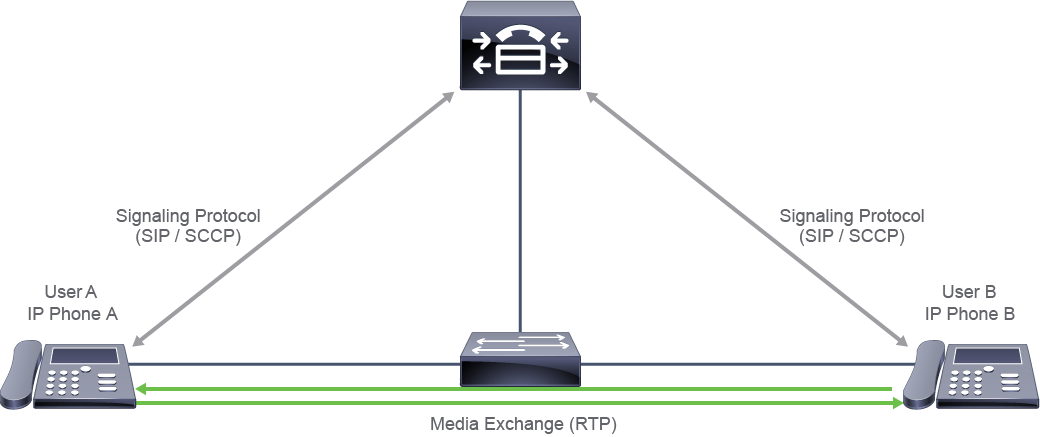 Signaling Protocol
(SIP / SCCP)
Signaling Protocol
(SIP / SCCP)
User A
IP Phone A
User B
IP Phone B
Media Exchange (RTP)